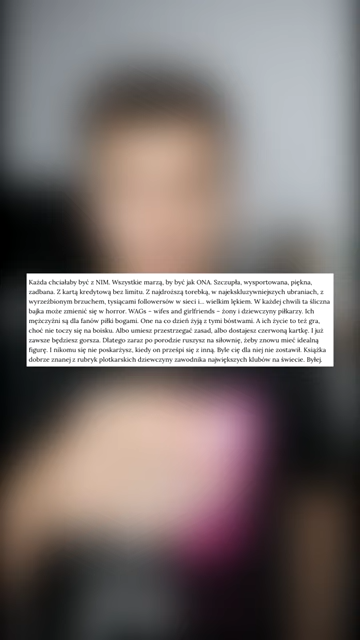 Każda chciałaby być z NIM. Wszystkie marzą, by być jak ONA. Szczupła, wysportowana, piękna,
zadbana. Z kartą kredytową bez limitu. Z najdroższą torebką, w najekskluzywniejszych ubraniach, z
wyrzeźbionym brzuchem, tysiącami followersów w sieci i... wielkim lękiem. W każdej chwili ta śliczna
bajka może zmienić się w horror. WAGs – wifes and girlfriends – żony i dziewczyny piłkarzy. Ich
mężczyźni są dla fanów piłki bogami. One na co dzień żyją z tymi bóstwami. A ich życie to też gra,
choć nie toczy się na boisku. Albo umiesz przestrzegać zasad, albo dostajesz czerwoną kartkę. I już
zawsze będziesz gorsza. Dlatego zaraz po porodzie ruszysz na siłownię, żeby znowu mieć idealną
figurę. I nikomu się nie poskarżysz, kiedy on prześpi się z inną. Byle cię dla niej nie zostawił. Książka
dobrze znanej z rubryk plotkarskich dziewczyny zawodnika największych klubów na świecie. Byłej.